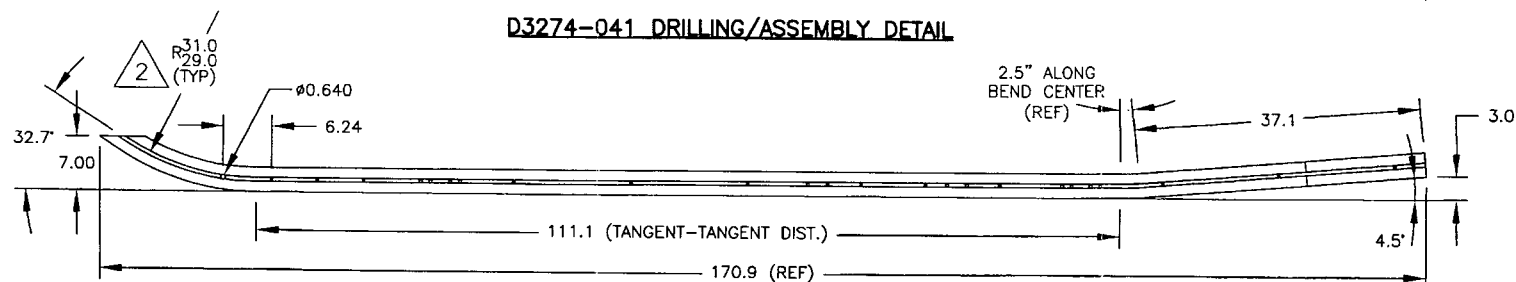 D3274-041 DRILLING/ASSEMBLY DETAIL
2
R31.0
29.0
(TYP)
ø0.640
2.5" ALONG
BEND CENTER
(REF)
32.7°
6.24
37.1
3.0
7.00
111.1 (TANGENT-TANGENT DIST.)
4.5°
170.9 (REF)